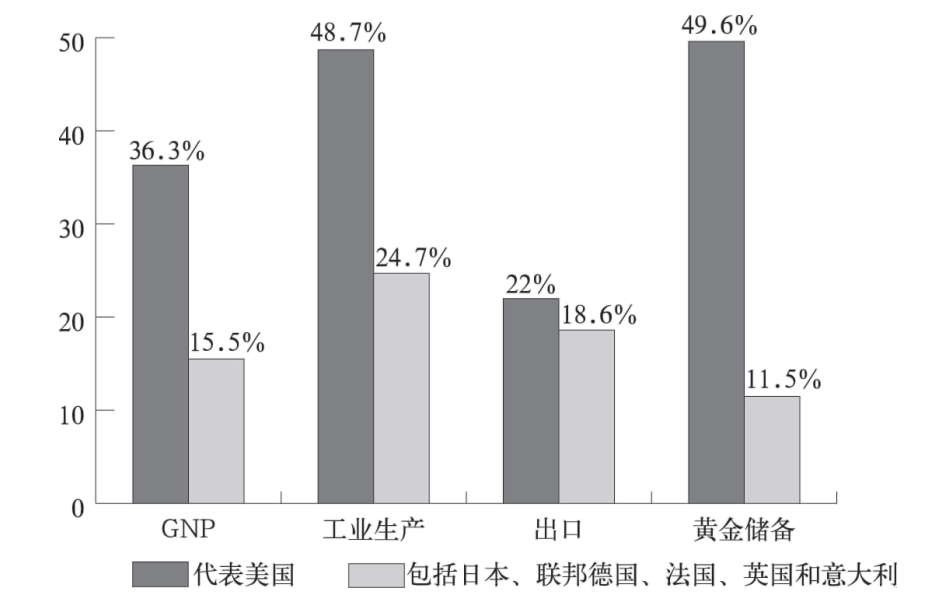 50
40
30
20
10
0
36.3%
15.5%
48.7%
24.7%
22%
18.6%
49.6%
11.5%
GNP
工业生产
出口
黄金储备
代表美国
包括日本、联邦德国、法国、英国和意大利